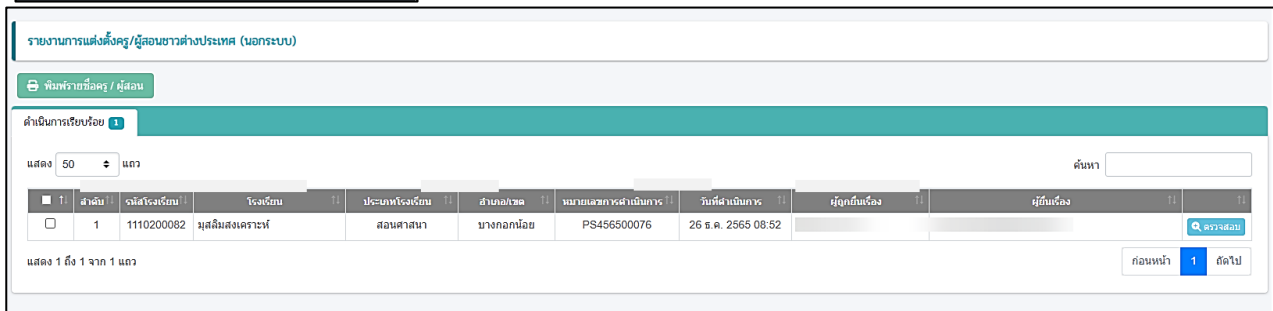 รายงานการแต่งตั้งครู/ผู้สอนชาวต่างประเทศ (นอกระบบ)
พิมพ์รายชื่อครู / ผู้สอน
ดำเนินการเรียบร้อย 1
แสดง 50 แถว ค้นหา
ลำดับ รหัสโรงเรียน โรงเรียน ประเภทโรงเรียน อำเภอ/เขต หมายเลขการดำเนินการ วันที่ดำเนินการ ผู้ถูกยื่นเรื่อง ผู้ยื่นเรื่อง
1 1110200082 มุสลิมสงเคราะห์ สอนศาสนา บางกอกน้อย PS456500076 26 ธ.ค. 2565 08:52 ตรวจสอบ
แสดง 1 ถึง 1 จาก 1 แถว ก่อนหน้า 1 ถัดไป